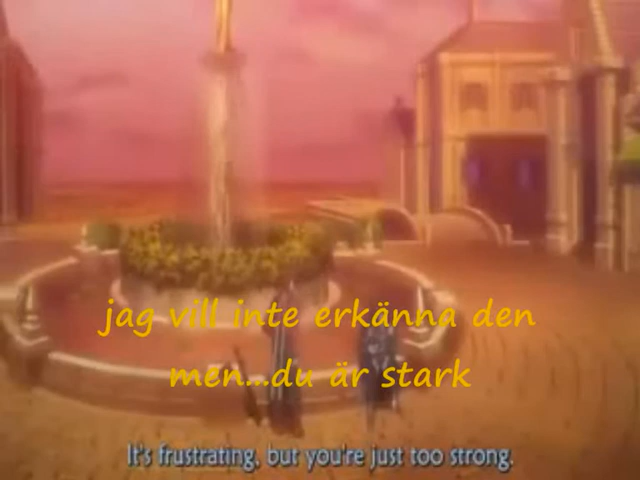 jag vill inte erkänna den
men...du är stark
It's frustrating, but you're just too strong.